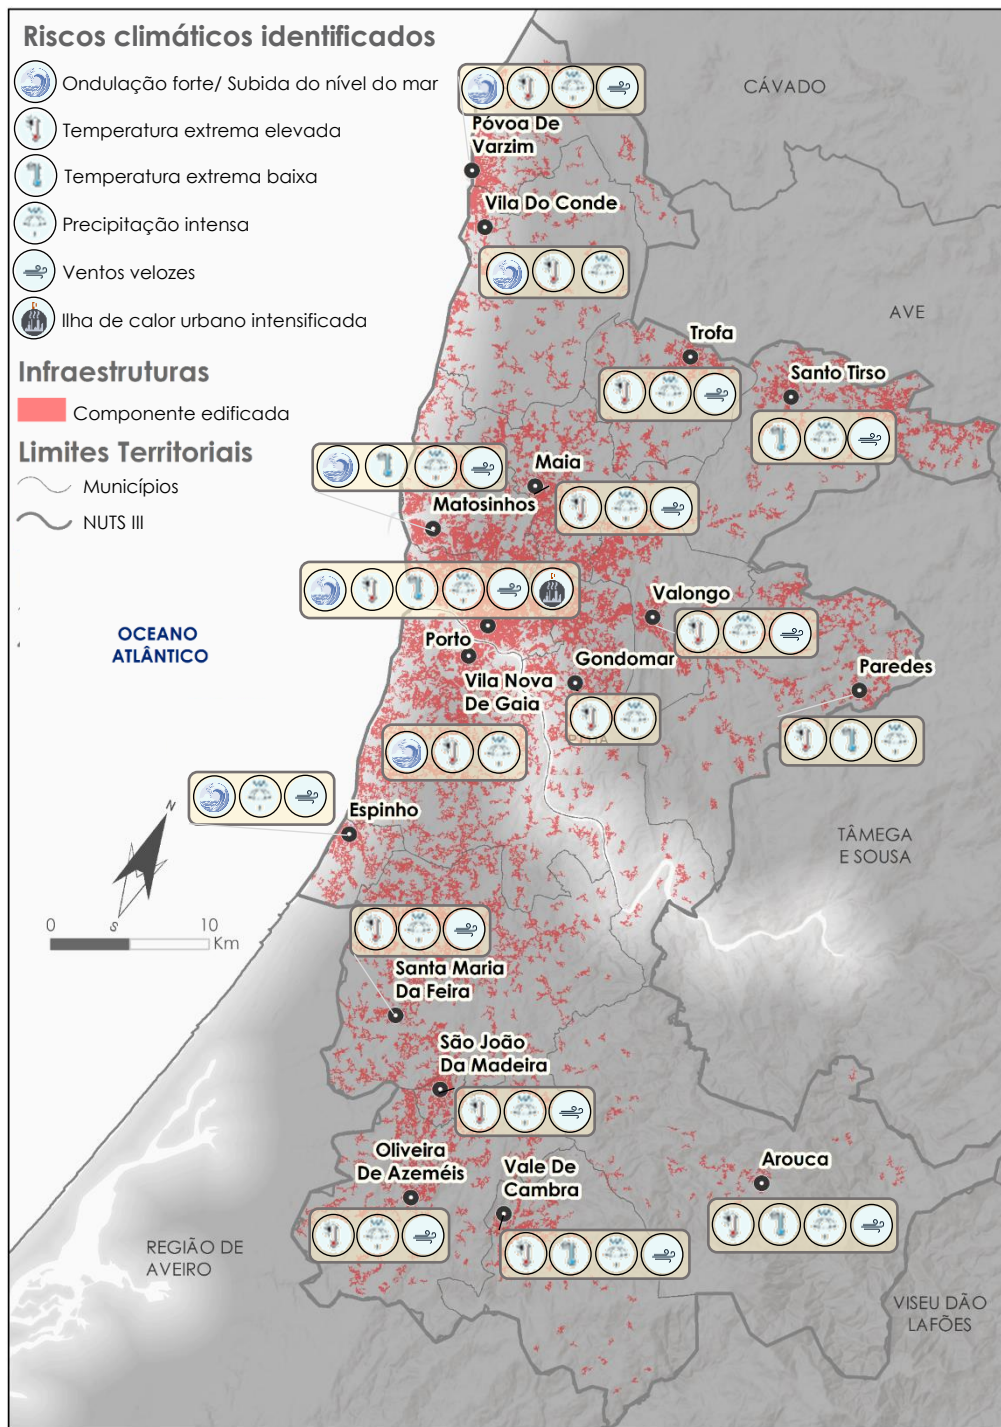 Riscos climáticos identificados
Ondulação forte/ Subida do nível do mar
Temperatura extrema elevada
Temperatura extrema baixa
Precipitação intensa
Ventos velozes
Ilha de calor urbano intensificada
Infraestruturas
Componente edificada
Limites Territoriais
Municípios
NUTS III
CÁVADO
Póvoa De
Varzim
Vila Do Conde
AVE
Trofa
Santo Tirso
Maia
Matosinhos
Valongo
OCEANO
ATLÂNTICO
Porto
Gondomar
Vila Nova
De Gaia
Paredes
Espinho
TÂMEGA
E SOUSA
N
S
0
10
Km
Santa Maria
Da Feira
São João
Da Madeira
Oliveira
De Azeméis
Vale De
Cambra
Arouca
REGIÃO DE
AVEIRO
VISEU DÃO
LAFÕES